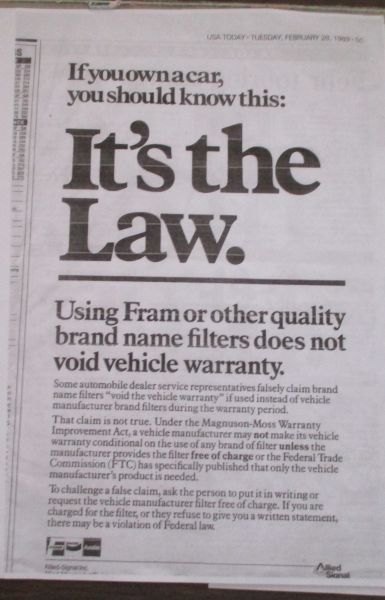 USA TODAY · TUESDAY, FEBRUARY 28, 1989 · 5C
If you own a car,
you should know this:
It's the
Law.
Using Fram or other quality
brand name filters does not
void vehicle warranty.
Some automobile dealer service representatives falsely claim brand
name filters "void the vehicle warranty" if used instead of vehicle
manufacturer brand filters during the warranty period.
That claim is not true. Under the Magnuson-Moss Warranty
Improvement Act, a vehicle manufacturer may not make its vehicle
warranty conditional on the use of any brand of filter unless the
manufacturer provides the filter free of charge or the Federal Trade
Commission (FTC) has specifically published that only the vehicle
manufacturer's product is needed.
To challenge a false claim, ask the person to put it in writing or
request the vehicle manufacturer filter free of charge. If you are
charged for the filter, or they refuse to give you a written statement,
there may be a violation of Federal law.
Allied-Signal Inc.
Allied
Signal